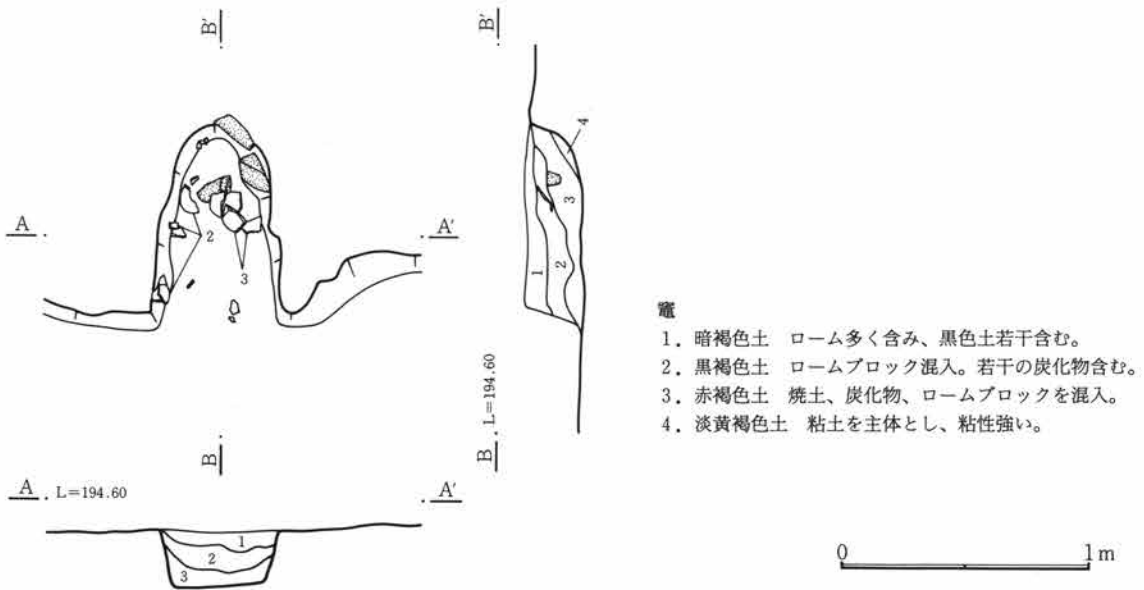 B'
B'
4
3
A
A'
2
1
2
3
竈
1．暗褐色土　ローム多く含み、黒色土若干含む。
2．黒褐色土　ロームブロック混入。若干の炭化物含む。
3．赤褐色土　焼土、炭化物、ロームブロックを混入。
4．淡黄褐色土　粘土を主体とし、粘性強い。
L=194.60
B
B
A L=194.60
A'
1
2
3
0 1m